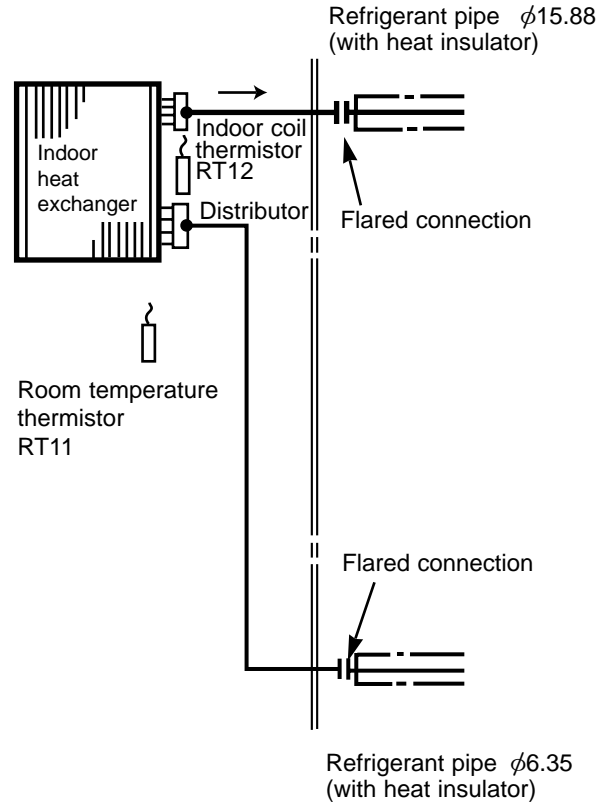 Refrigerant pipe ϕ15.88
(with heat insulator)
Indoor coil
thermistor
RT12
Indoor
heat
exchanger
Distributor
Flared connection
Room temperature
thermistor
RT11
Flared connection
Refrigerant pipe ϕ6.35
(with heat insulator)